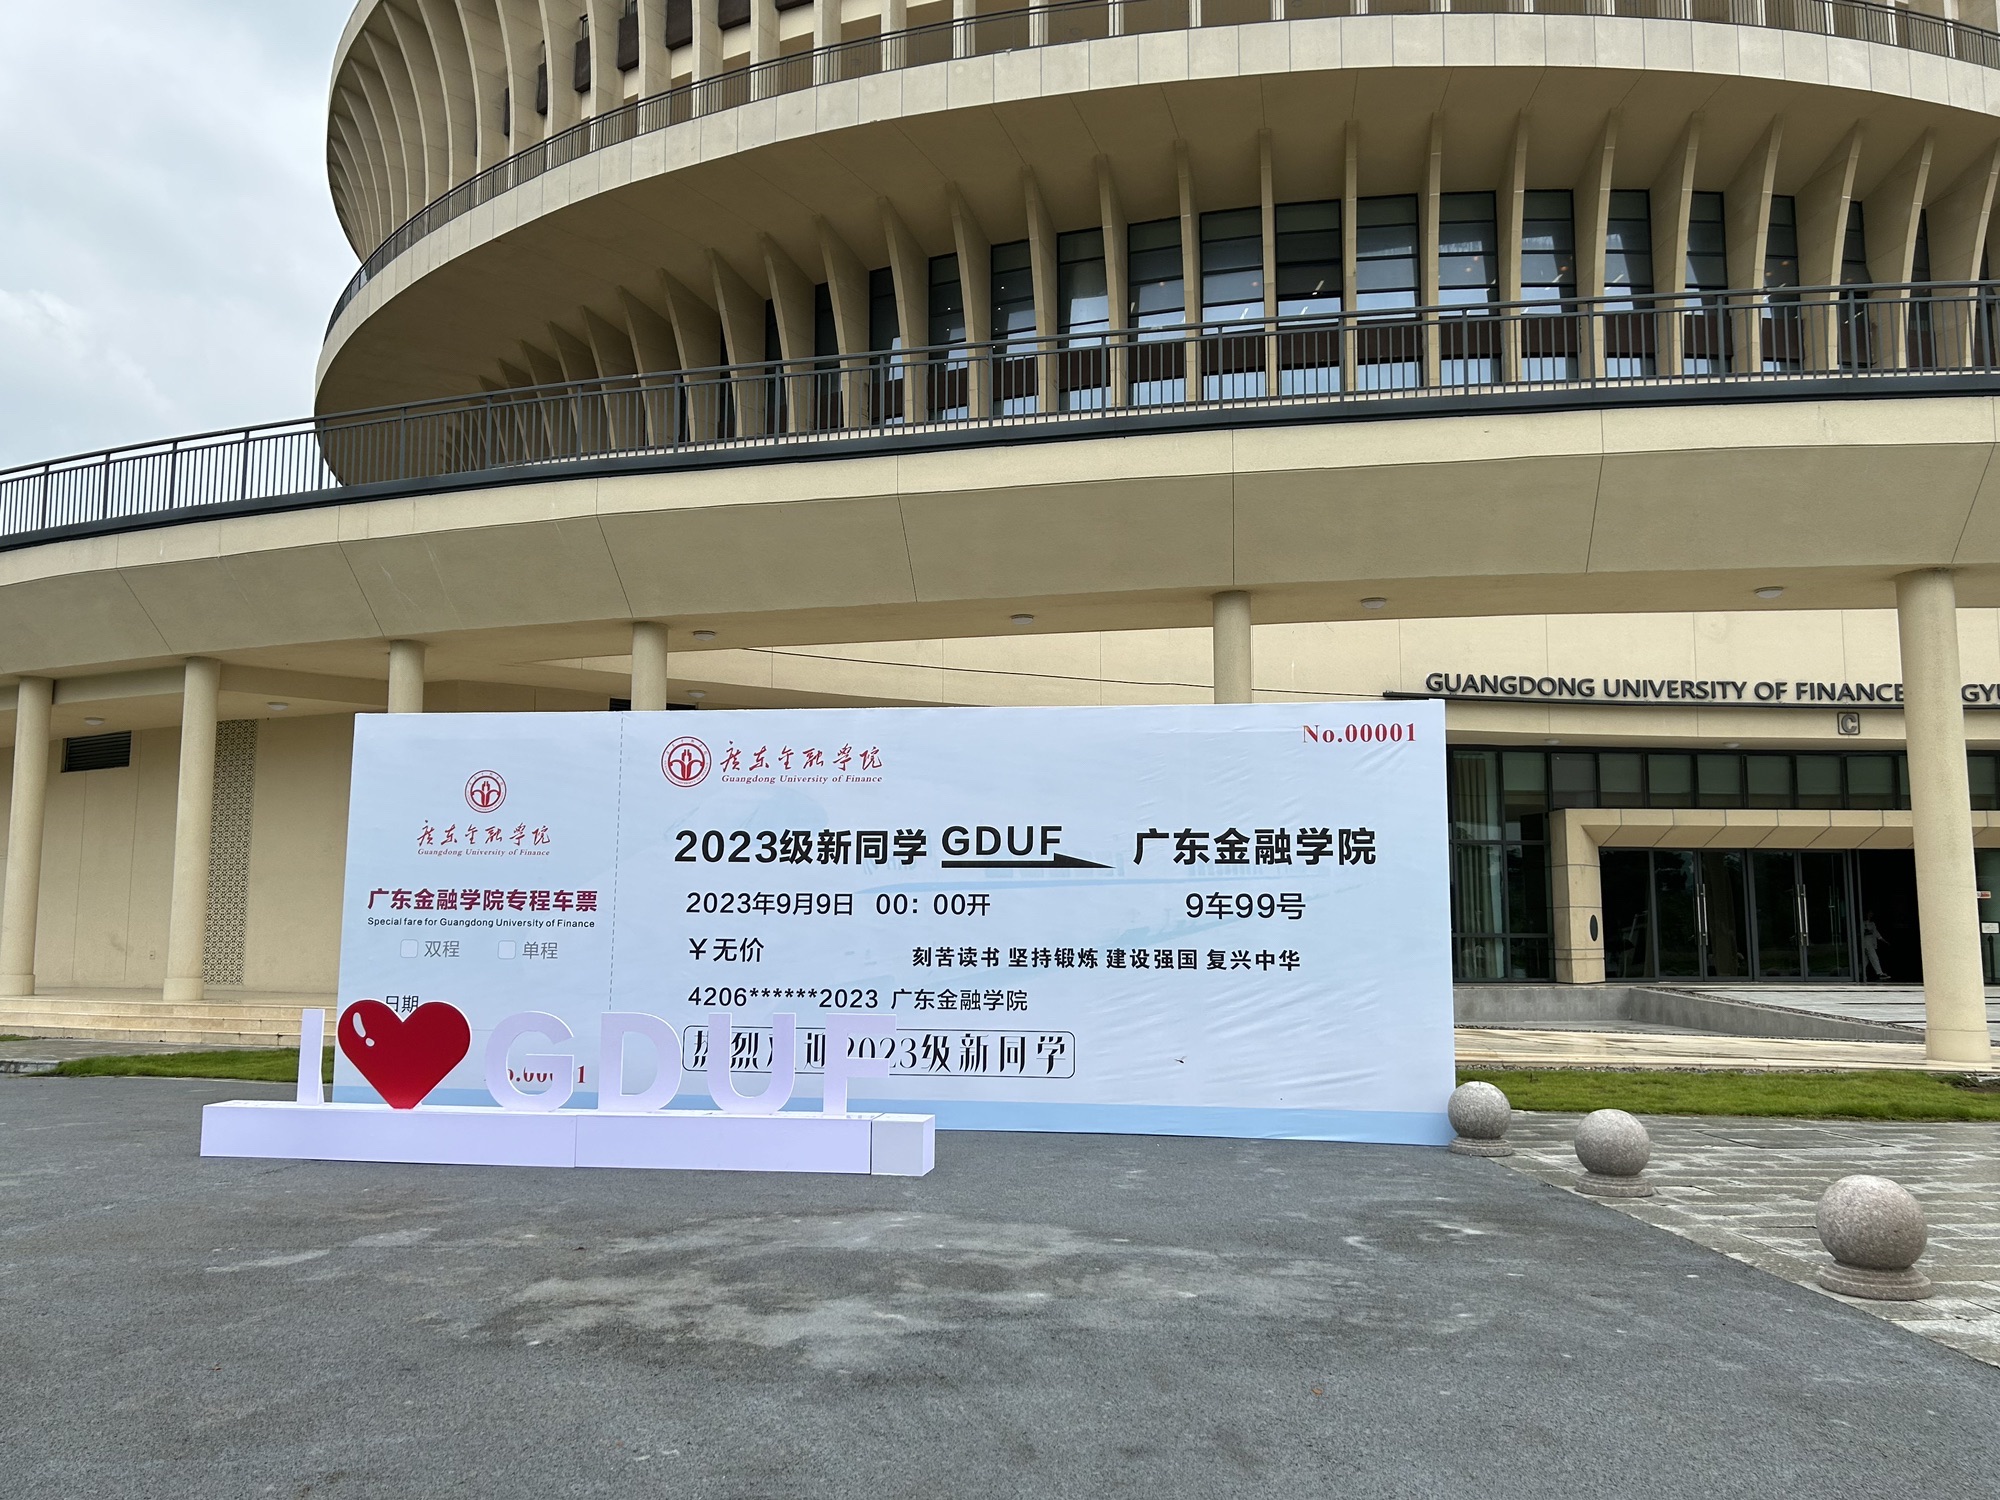 GUANGDONG UNIVERSITY OF FINANCE
C
广东金融学院
Guangdong University of Finance
广东金融学院专程车票
Special fare for Guangdong University of Finance
双程 单程
日期
广东金融学院
Guangdong University of Finance
No.00001
2023级新同学 GDUF 广东金融学院
2023年9月9日 00：00开 9车99号
￥无价
刻苦读书 坚持锻炼 建设强国 复兴中华
4206******2023 广东金融学院
热烈欢迎2023级新同学
I GDUF